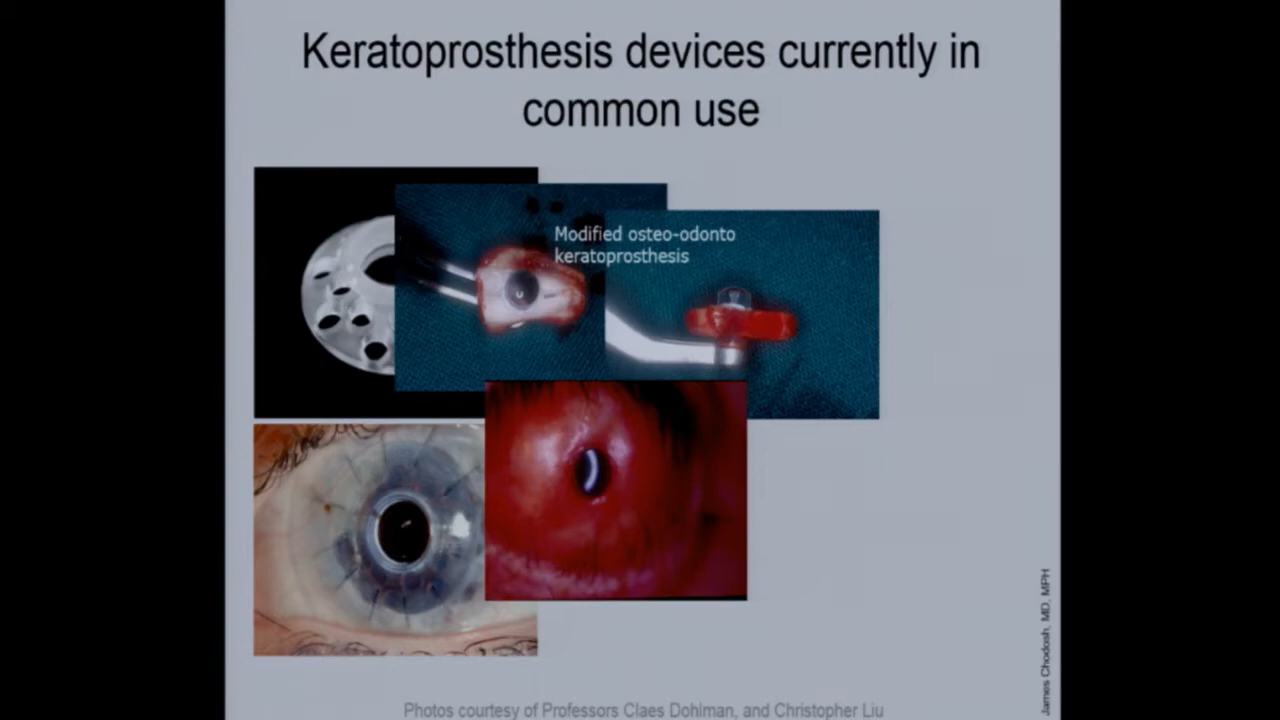 Keratoprosthesis devices currently in
common use
Modified osteo-odonto
keratoprosthesis
James Chodosh, MD, MPH
Photos courtesy of Professors Claes Dohlman, and Christopher Liu